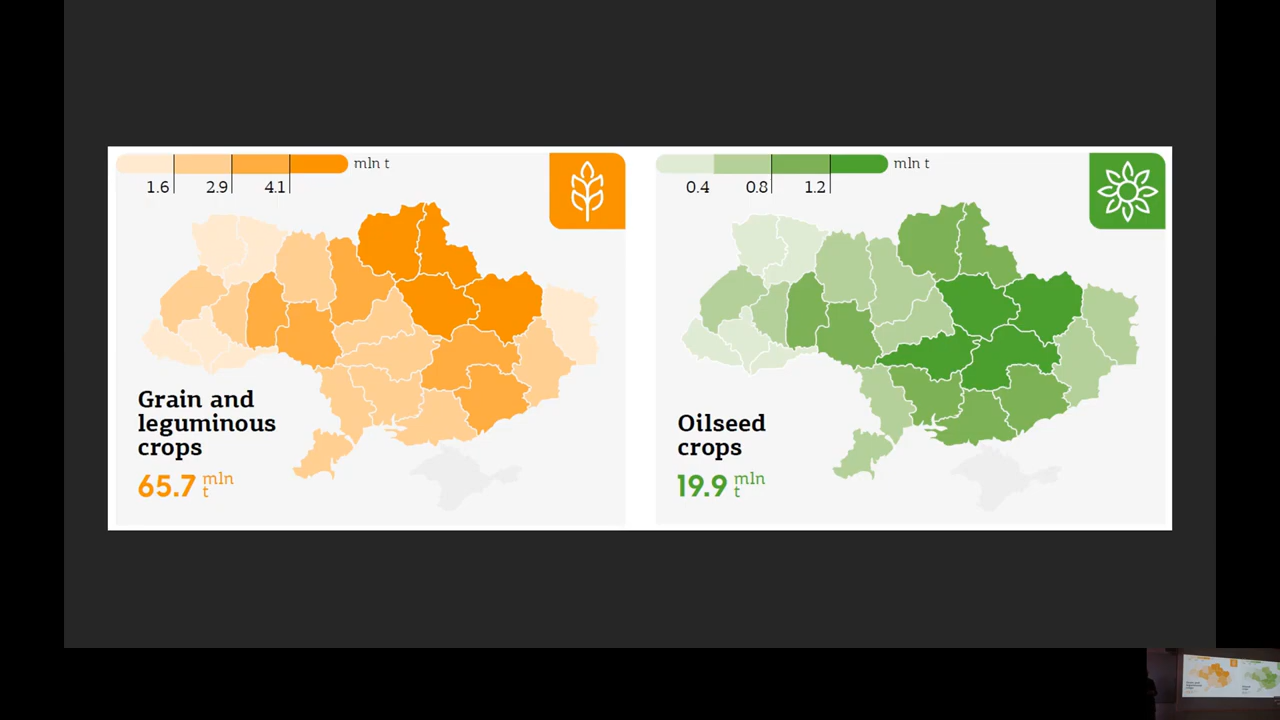 mln t
1.6 2.9 4.1
Grain and
leguminous
crops
65.7 mln t
mln t
0.4 0.8 1.2
Oilseed
crops
19.9 mln t